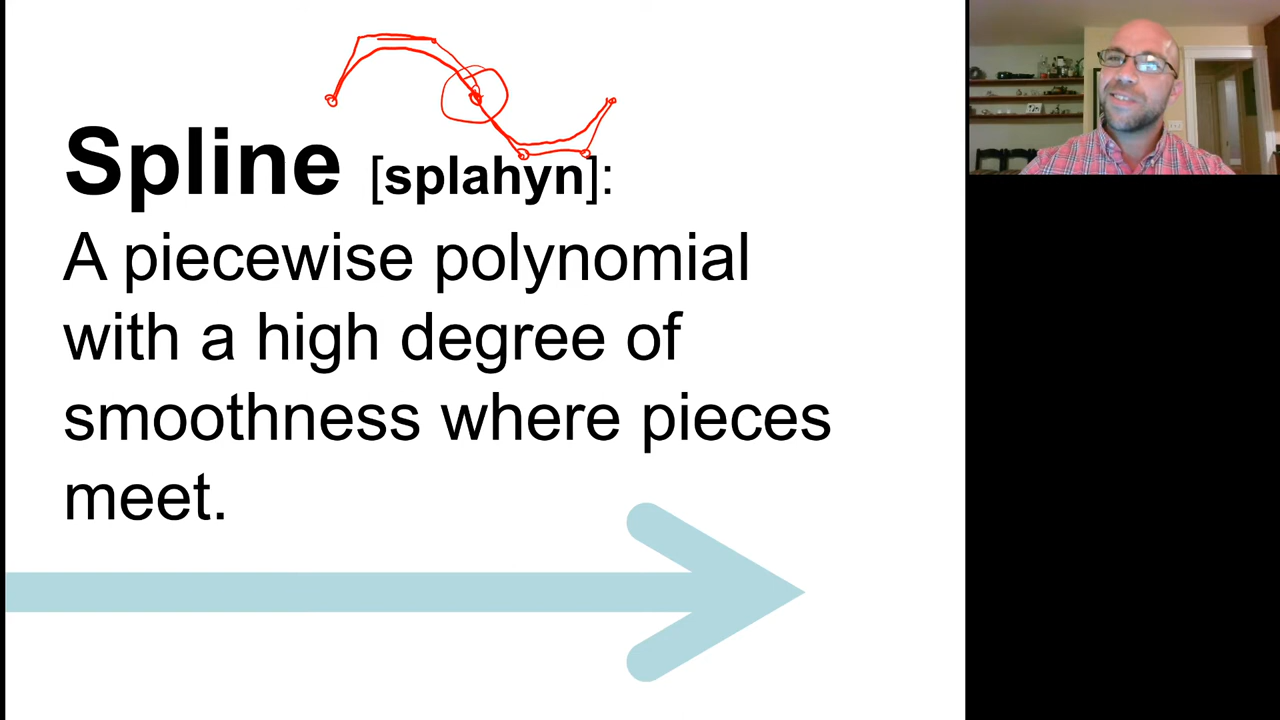 Spline [splahyn]:
A piecewise polynomial
with a high degree of
smoothness where pieces
meet.